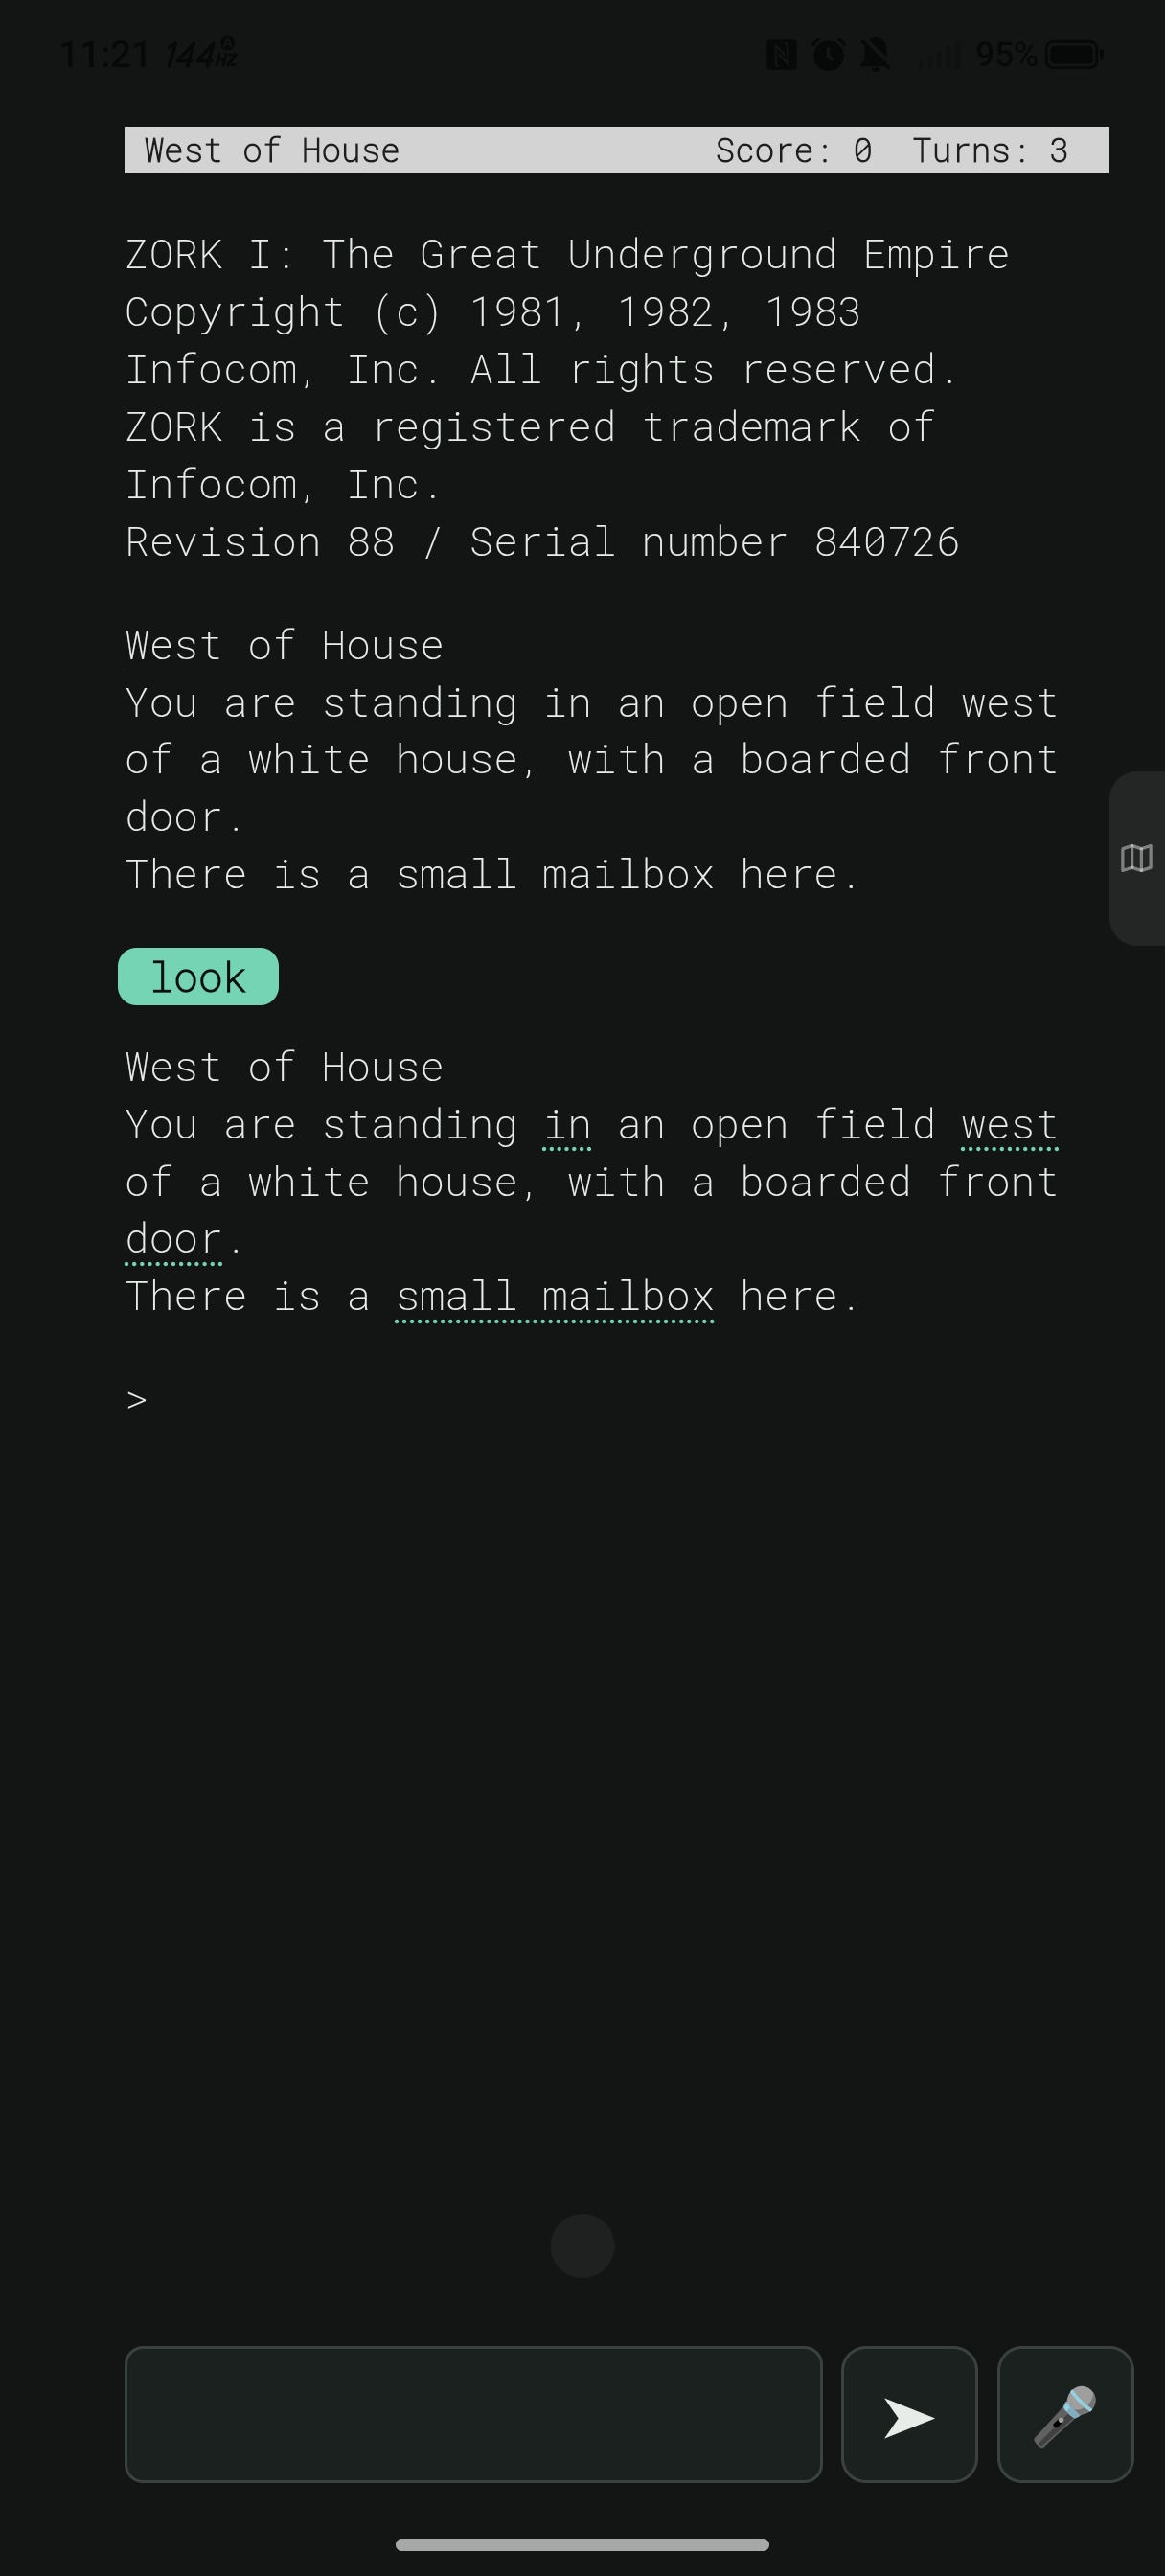 11:21 144Hz 95%
West of House Score: 0 Turns: 3
ZORK I: The Great Underground Empire
Copyright (c) 1981, 1982, 1983
Infocom, Inc. All rights reserved.
ZORK is a registered trademark of
Infocom, Inc.
Revision 88 / Serial number 840726
West of House
You are standing in an open field west
of a white house, with a boarded front
door.
There is a small mailbox here.
look
West of House
You are standing in an open field west
of a white house, with a boarded front
door.
There is a small mailbox here.
>